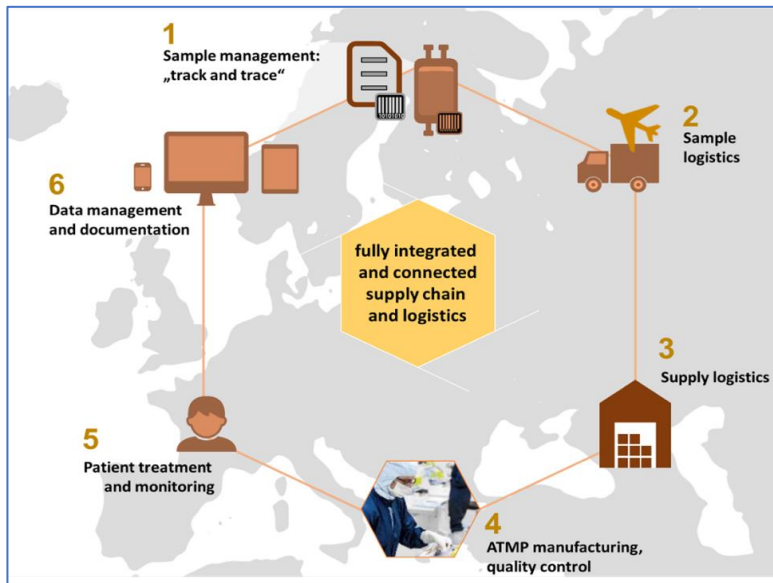 1
Sample management:
„track and trace“
2
Sample
logistics
3
Supply logistics
4
ATMP manufacturing,
quality control
5
Patient treatment
and monitoring
6
Data management
and documentation
fully integrated
and connected
supply chain
and logistics